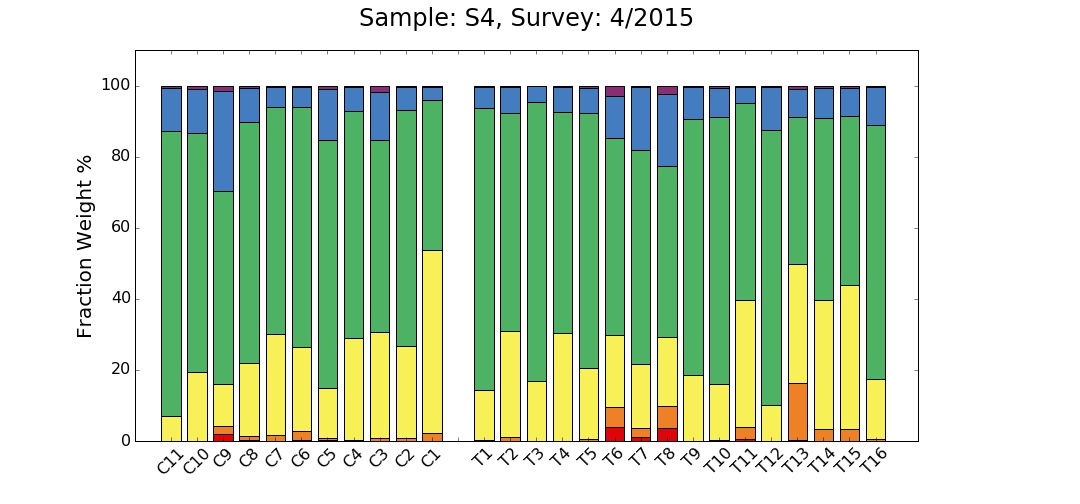 Sample: S4, Survey: 4/2015
Fraction Weight %
100
80
60
40
20
0
C11 C10 C9 C8 C7 C6 C5 C4 C3 C2 C1 T1 T2 T3 T4 T5 T6 T7 T8 T9 T10 T11 T12 T13 T14 T15 T16